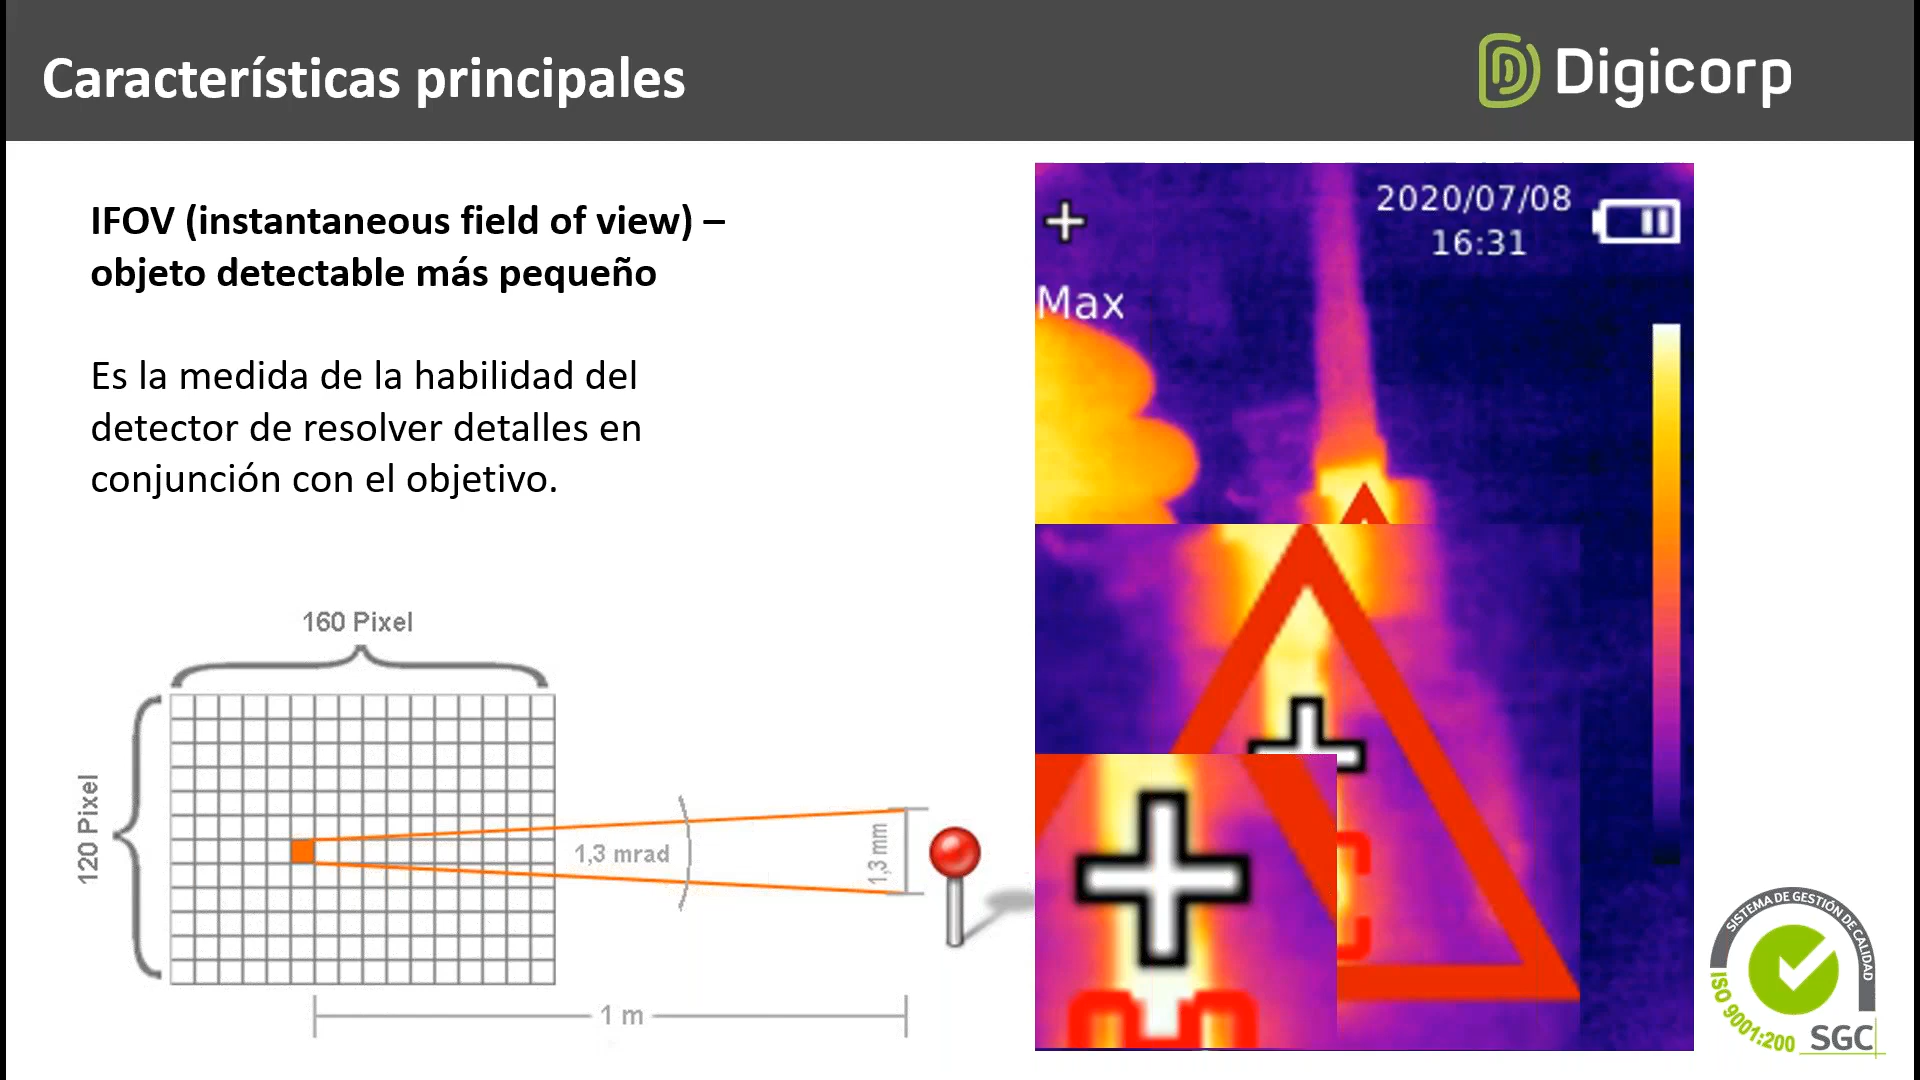 Características principales
Digicorp
IFOV (instantaneous field of view) –
objeto detectable más pequeño
Es la medida de la habilidad del
detector de resolver detalles en
conjunción con el objetivo.
160 Pixel
120 Pixel
1,3 mrad
1,3 mm
1 m
2020/07/08
16:31
Max
SISTEMA DE GESTIÓN DE CALIDAD
ISO 9001:200
SGC